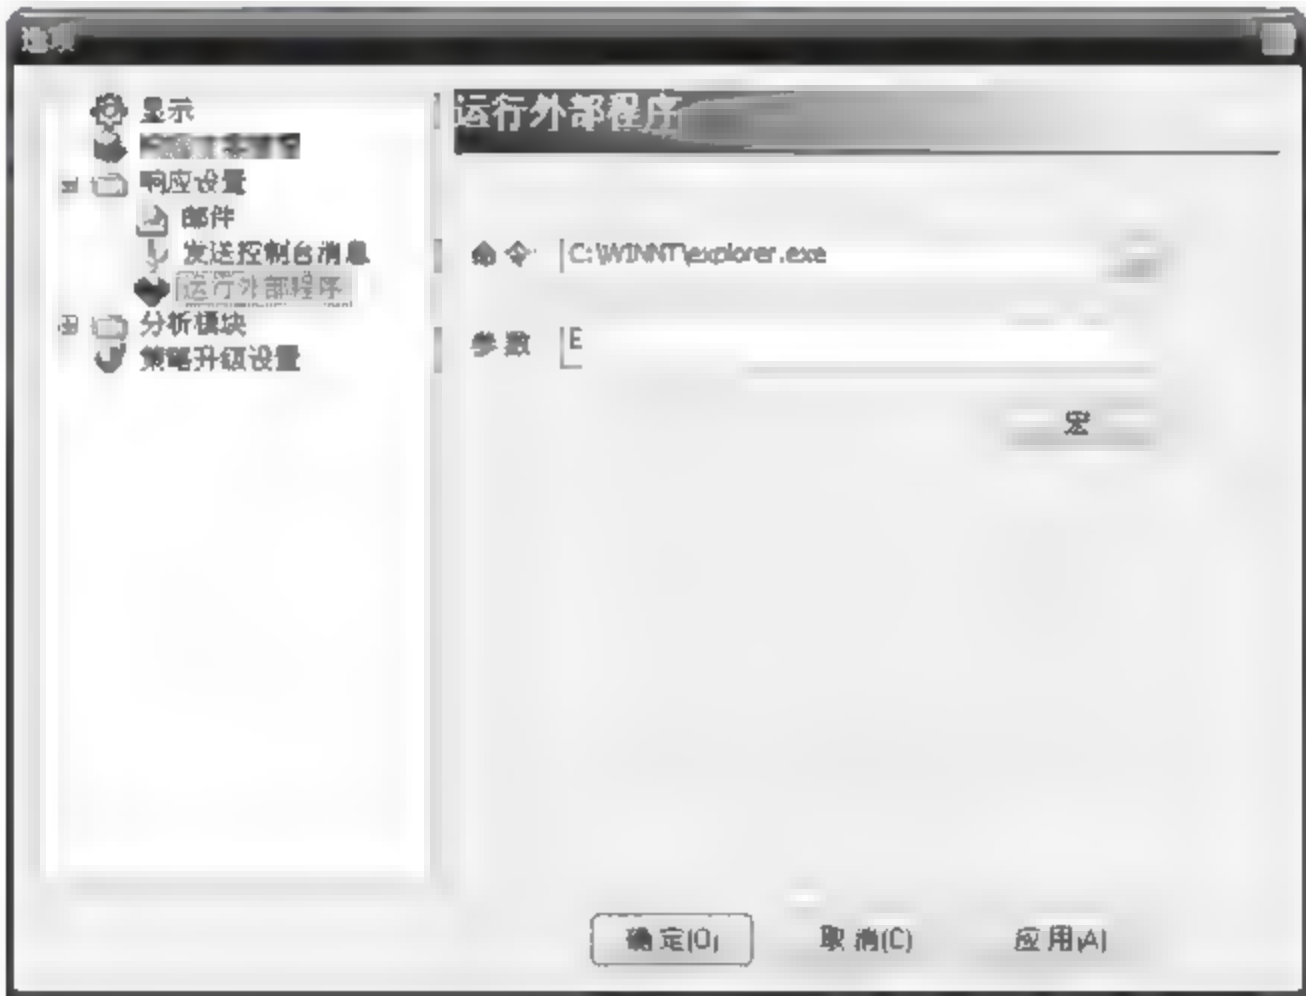 选项
显示
响应设置
邮件
发送控制台消息
运行外部程序
分析模块
策略升级设置
运行外部程序
命令 C:\WINNT\explorer.exe
参数 E
宏
确定(O) 取消(C) 应用(A)